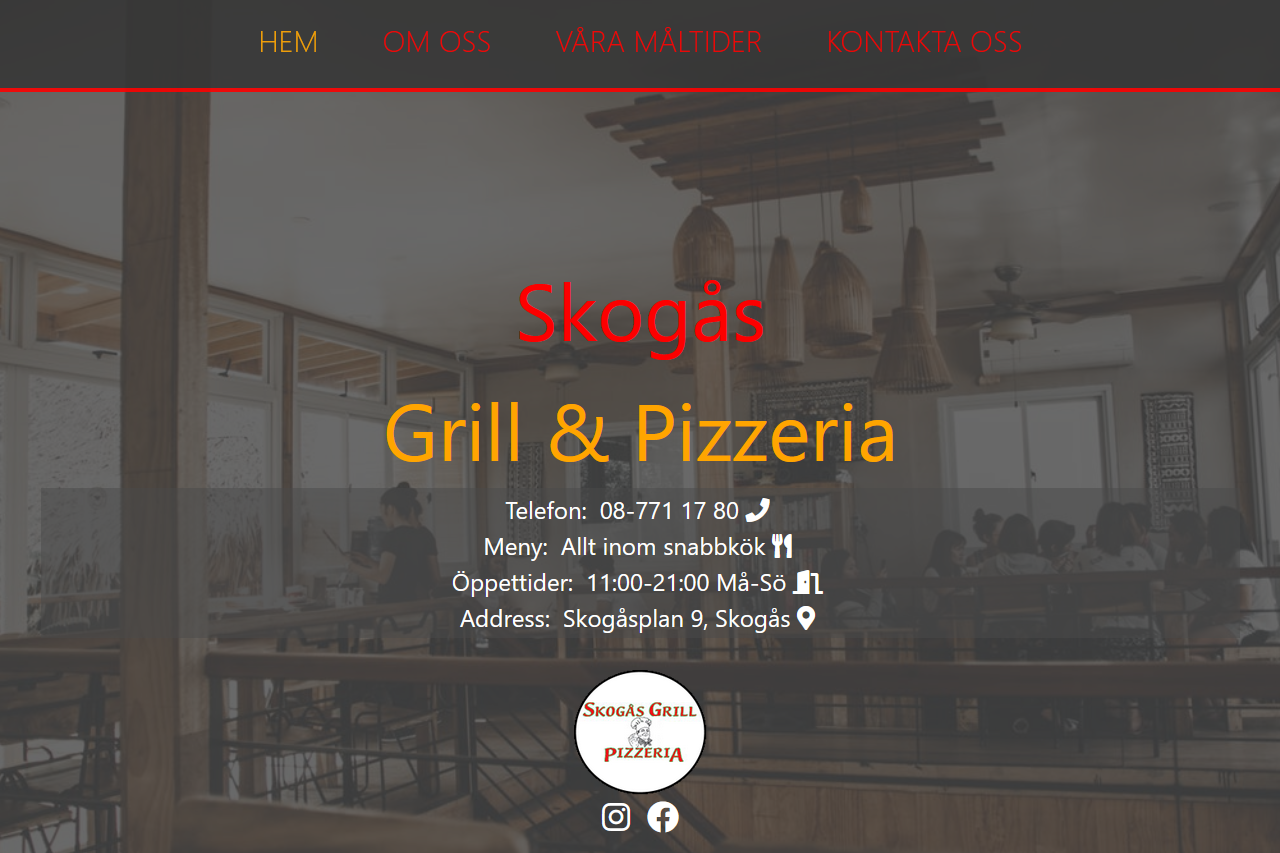 HEM OM OSS VÅRA MÅLTIDER KONTAKTA OSS
Skogås
Grill & Pizzeria
Telefon: 08-771 17 80
Meny: Allt inom snabbkök
Öppettider: 11:00-21:00 Må-Sö
Address: Skogåsplan 9, Skogås
SKOGÅS GRILL
PIZZERIA